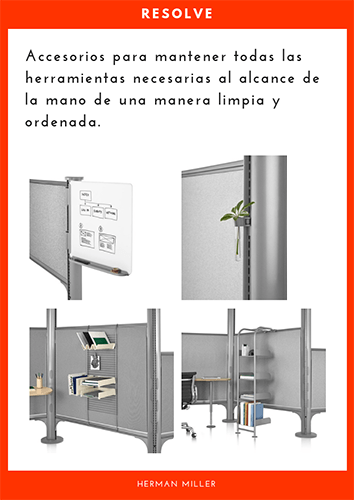 RESOLVE
Accesorios para mantener todas las
herramientas necesarias al alcance de
la mano de una manera limpia y
ordenada.
HERMAN MILLER